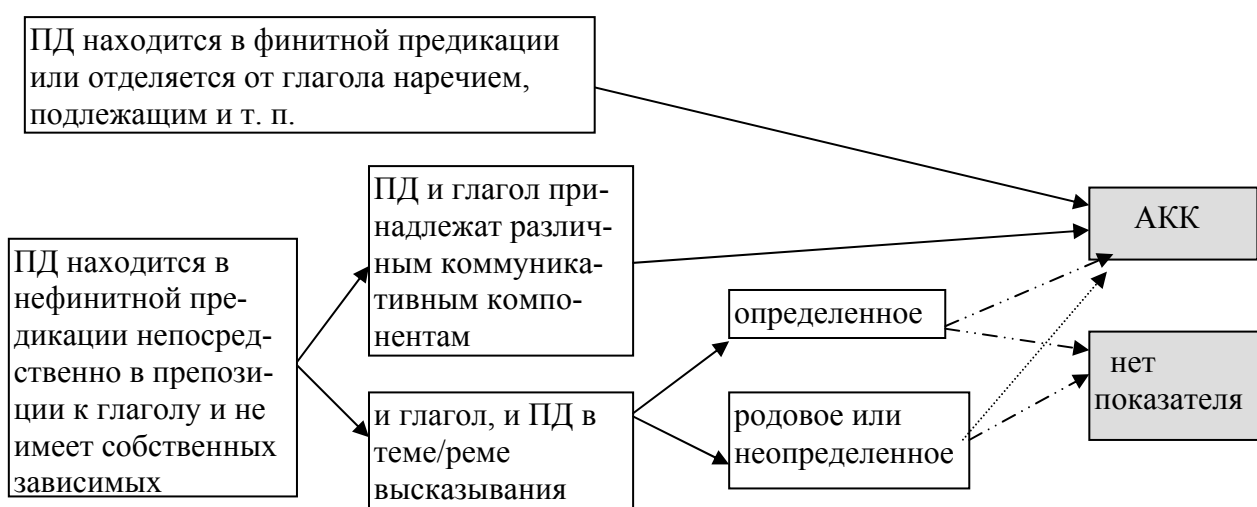 ПД находится в финитной предикации
или отделяется от глагола наречием,
подлежащим и т. п.
ПД и глагол при-
надлежат различ-
ным коммуника-
тивным компо-
нентам
АКК
ПД находится в
нефинитной пре-
дикации непосред-
ственно в препози-
ции к глаголу и не
имеет собственных
зависимых
определенное
нет
показателя
и глагол, и ПД в
теме/реме
высказывания
родовое или
неопределенное